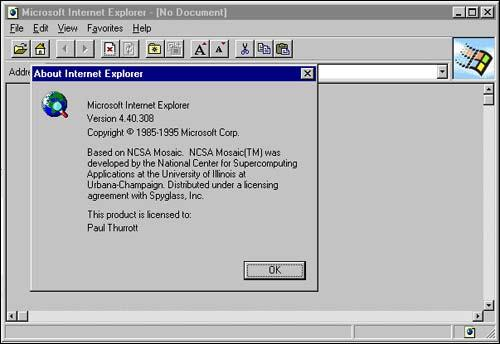 Microsoft Internet Explorer - [No Document]
File Edit View Favorites Help
A A
Addre
About Internet Explorer
Microsoft Internet Explorer
Version 4.40.308
Copyright © 1985-1995 Microsoft Corp.
Based on NCSA Mosaic. NCSA Mosaic(TM) was
developed by the National Center for Supercomputing
Applications at the University of Illinois at
Urbana-Champaign. Distributed under a licensing
agreement with Spyglass, Inc.
This product is licensed to:
Paul Thurrott
OK